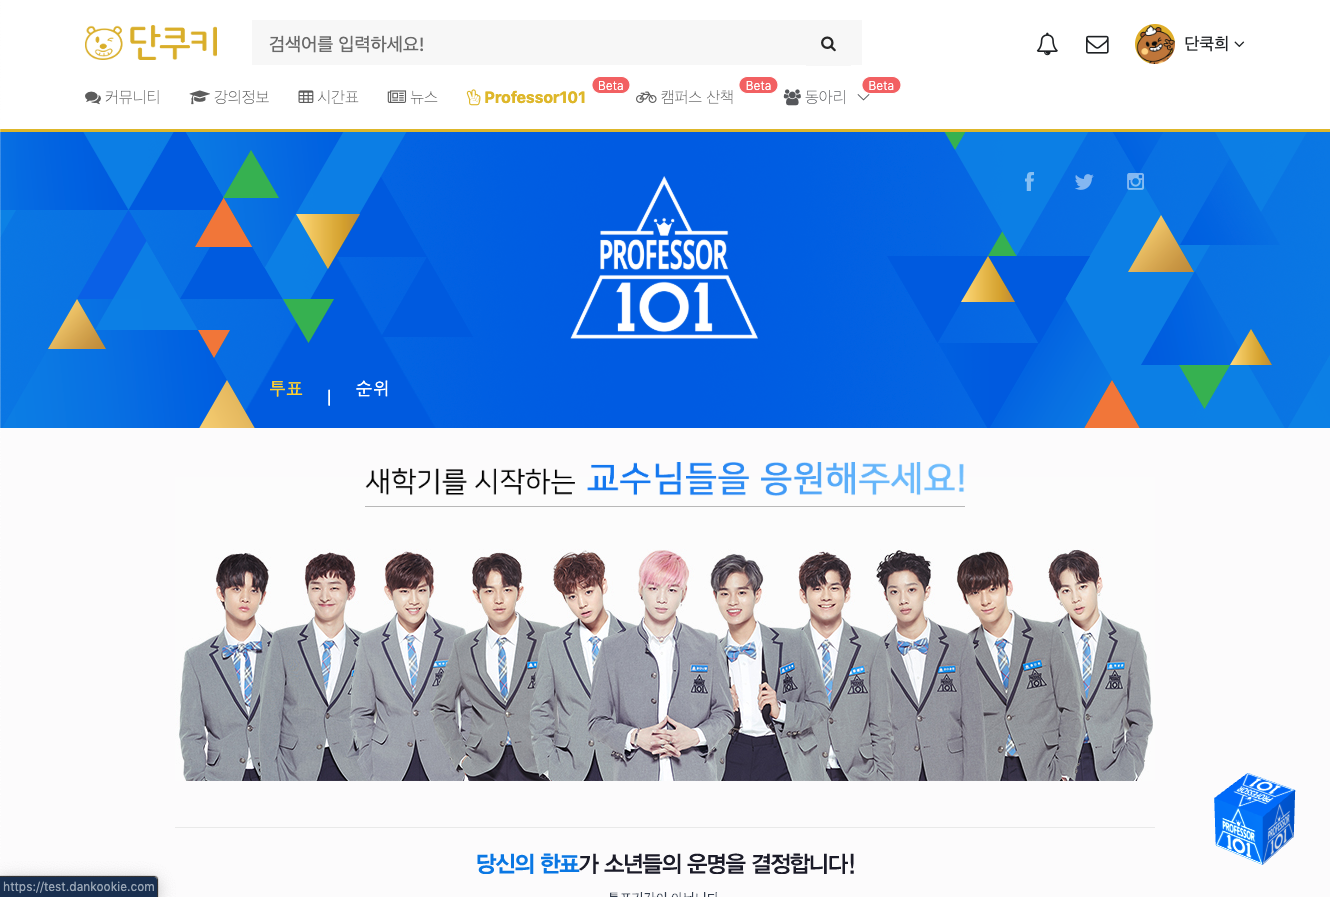 단쿠키
검색어를 입력하세요!
단쿡희
커뮤니티
강의정보
시간표
뉴스
Professor101
Beta
캠퍼스 산책
Beta
동아리
Beta
PROFESSOR
101
투표
|
순위
새학기를 시작하는 교수님들을 응원해주세요!
101
PROFESSOR
PROFESSOR
101
PROFESSOR
101
당신의 한표가 소년들의 운명을 결정합니다!
https://test.dankookie.com